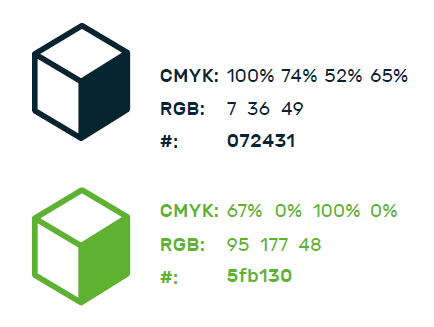 CMYK: 100% 74% 52% 65%
RGB: 7 36 49
#: 072431
CMYK: 67% 0% 100% 0%
RGB: 95 177 48
#: 5fb130